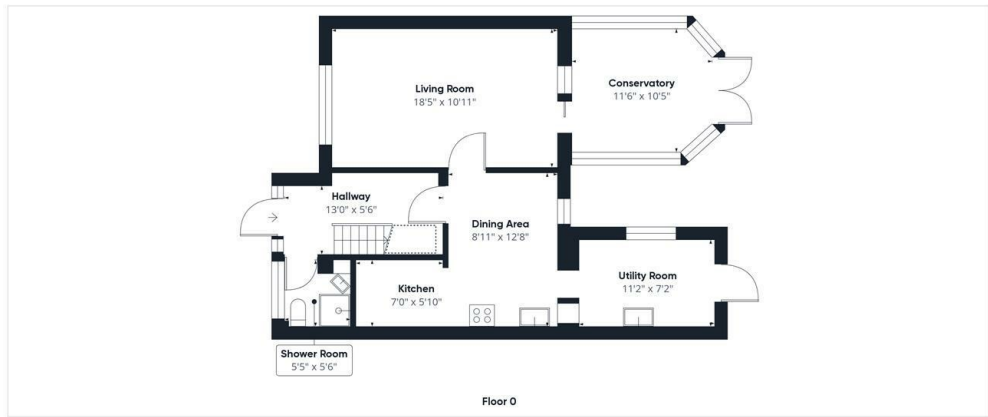 Living Room
18'5" x 10'11"
Conservatory
11'6" x 10'5"
Hallway
13'0" x 5'6"
Dining Area
8'11" x 12'8"
Utility Room
11'2" x 7'2"
Kitchen
7'0" x 5'10"
Shower Room
5'5" x 5'6"
Floor 0